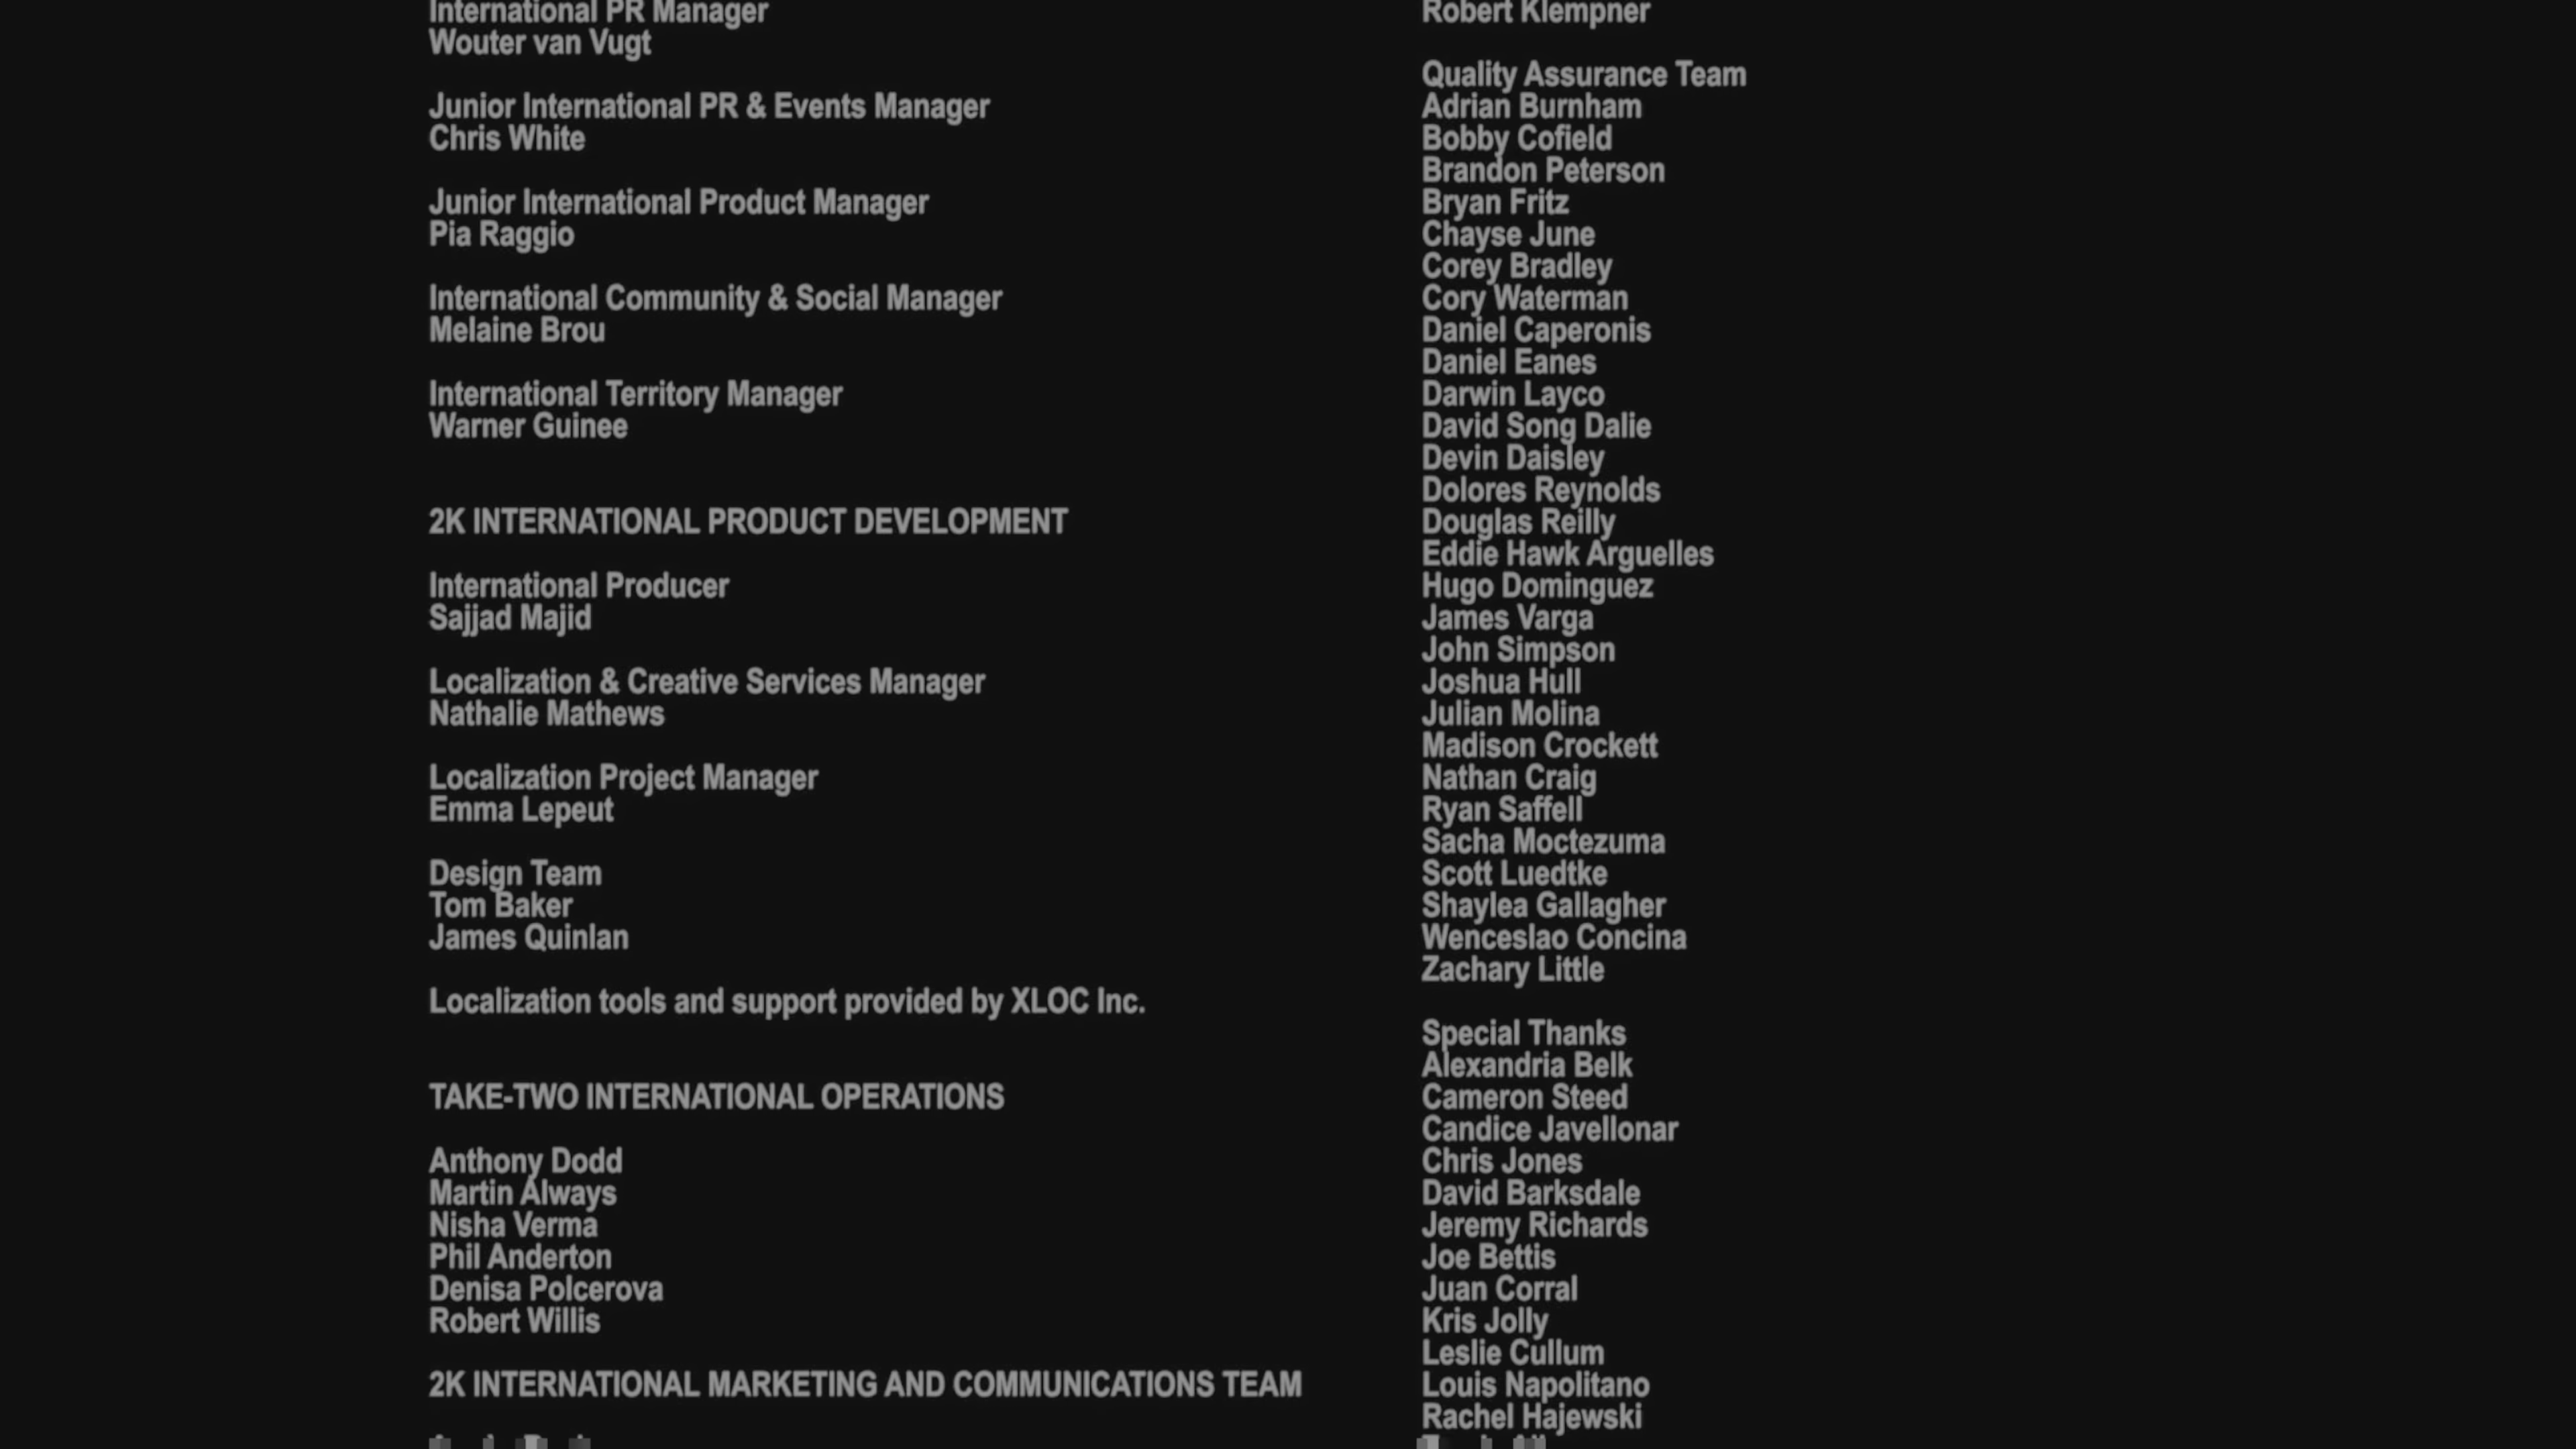 International PR Manager
Wouter van Vugt
Junior International PR & Events Manager
Chris White
Junior International Product Manager
Pia Raggio
International Community & Social Manager
Melaine Brou
International Territory Manager
Warner Guinee
2K INTERNATIONAL PRODUCT DEVELOPMENT
International Producer
Sajjad Majid
Localization & Creative Services Manager
Nathalie Mathews
Localization Project Manager
Emma Lepeut
Design Team
Tom Baker
James Quinlan
Localization tools and support provided by XLOC Inc.
TAKE-TWO INTERNATIONAL OPERATIONS
Anthony Dodd
Martin Always
Nisha Verma
Phil Anderton
Denisa Polcerova
Robert Willis
2K INTERNATIONAL MARKETING AND COMMUNICATIONS TEAM
Robert Klempner
Quality Assurance Team
Adrian Burnham
Bobby Cofield
Brandon Peterson
Bryan Fritz
Chayse June
Corey Bradley
Cory Waterman
Daniel Caperonis
Daniel Eanes
Darwin Layco
David Song Dalie
Devin Daisley
Dolores Reynolds
Douglas Reilly
Eddie Hawk Arguelles
Hugo Dominguez
James Varga
John Simpson
Joshua Hull
Julian Molina
Madison Crockett
Nathan Craig
Ryan Saffell
Sacha Moctezuma
Scott Luedtke
Shaylea Gallagher
Wenceslao Concina
Zachary Little
Special Thanks
Alexandria Belk
Cameron Steed
Candice Javellonar
Chris Jones
David Barksdale
Jeremy Richards
Joe Bettis
Juan Corral
Kris Jolly
Leslie Cullum
Louis Napolitano
Rachel Hajewski